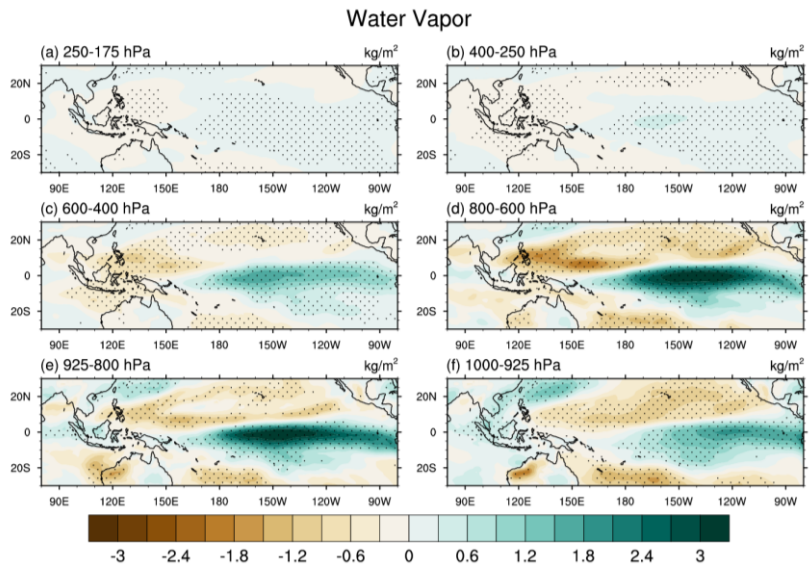 Water Vapor
(a) 250-175 hPa kg/m²
(b) 400-250 hPa kg/m²
20N
0
20S
90E 120E 150E 180 150W 120W 90W
20N
0
20S
90E 120E 150E 180 150W 120W 90W
(c) 600-400 hPa kg/m²
(d) 800-600 hPa kg/m²
20N
0
20S
90E 120E 150E 180 150W 120W 90W
20N
0
20S
90E 120E 150E 180 150W 120W 90W
(e) 925-800 hPa kg/m²
(f) 1000-925 hPa kg/m²
20N
0
20S
90E 120E 150E 180 150W 120W 90W
20N
0
20S
90E 120E 150E 180 150W 120W 90W
-3 -2.4 -1.8 -1.2 -0.6 0 0.6 1.2 1.8 2.4 3